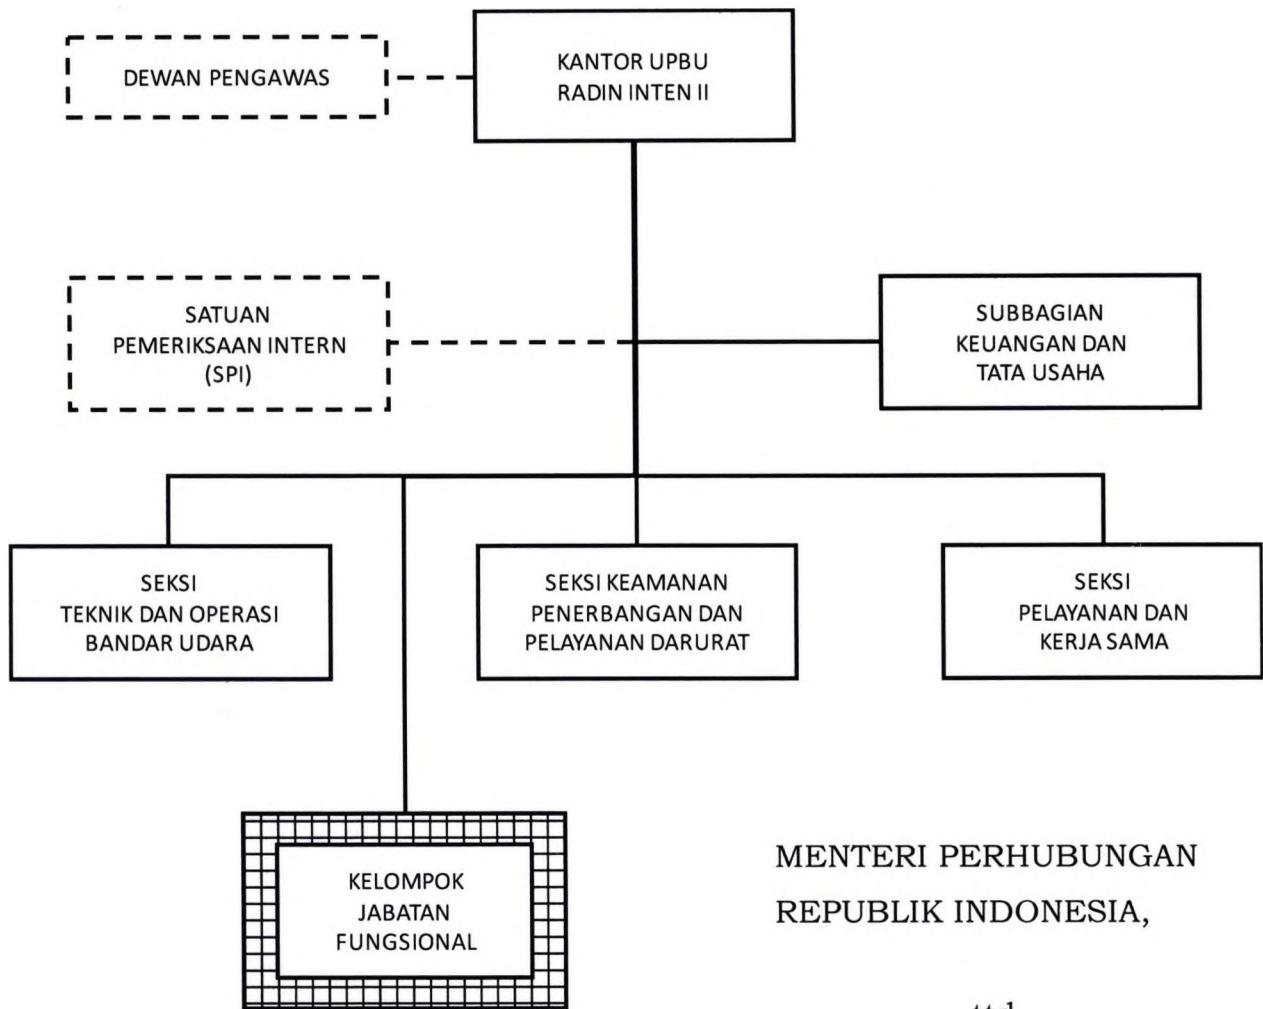 KANTOR UPBU
RADIN INTEN II
DEWAN PENGAWAS
SATUAN
PEMERIKSAAN INTERN
(SPI)
SUBBAGIAN
KEUANGAN DAN
TATA USAHA
SEKSI
TEKNIK DAN OPERASI
BANDAR UDARA
SEKSI KEAMANAN
PENERBANGAN DAN
PELAYANAN DARURAT
SEKSI
PELAYANAN DAN
KERJA SAMA
KELOMPOK
JABATAN
FUNGSIONAL
MENTERI PERHUBUNGAN
REPUBLIK INDONESIA,